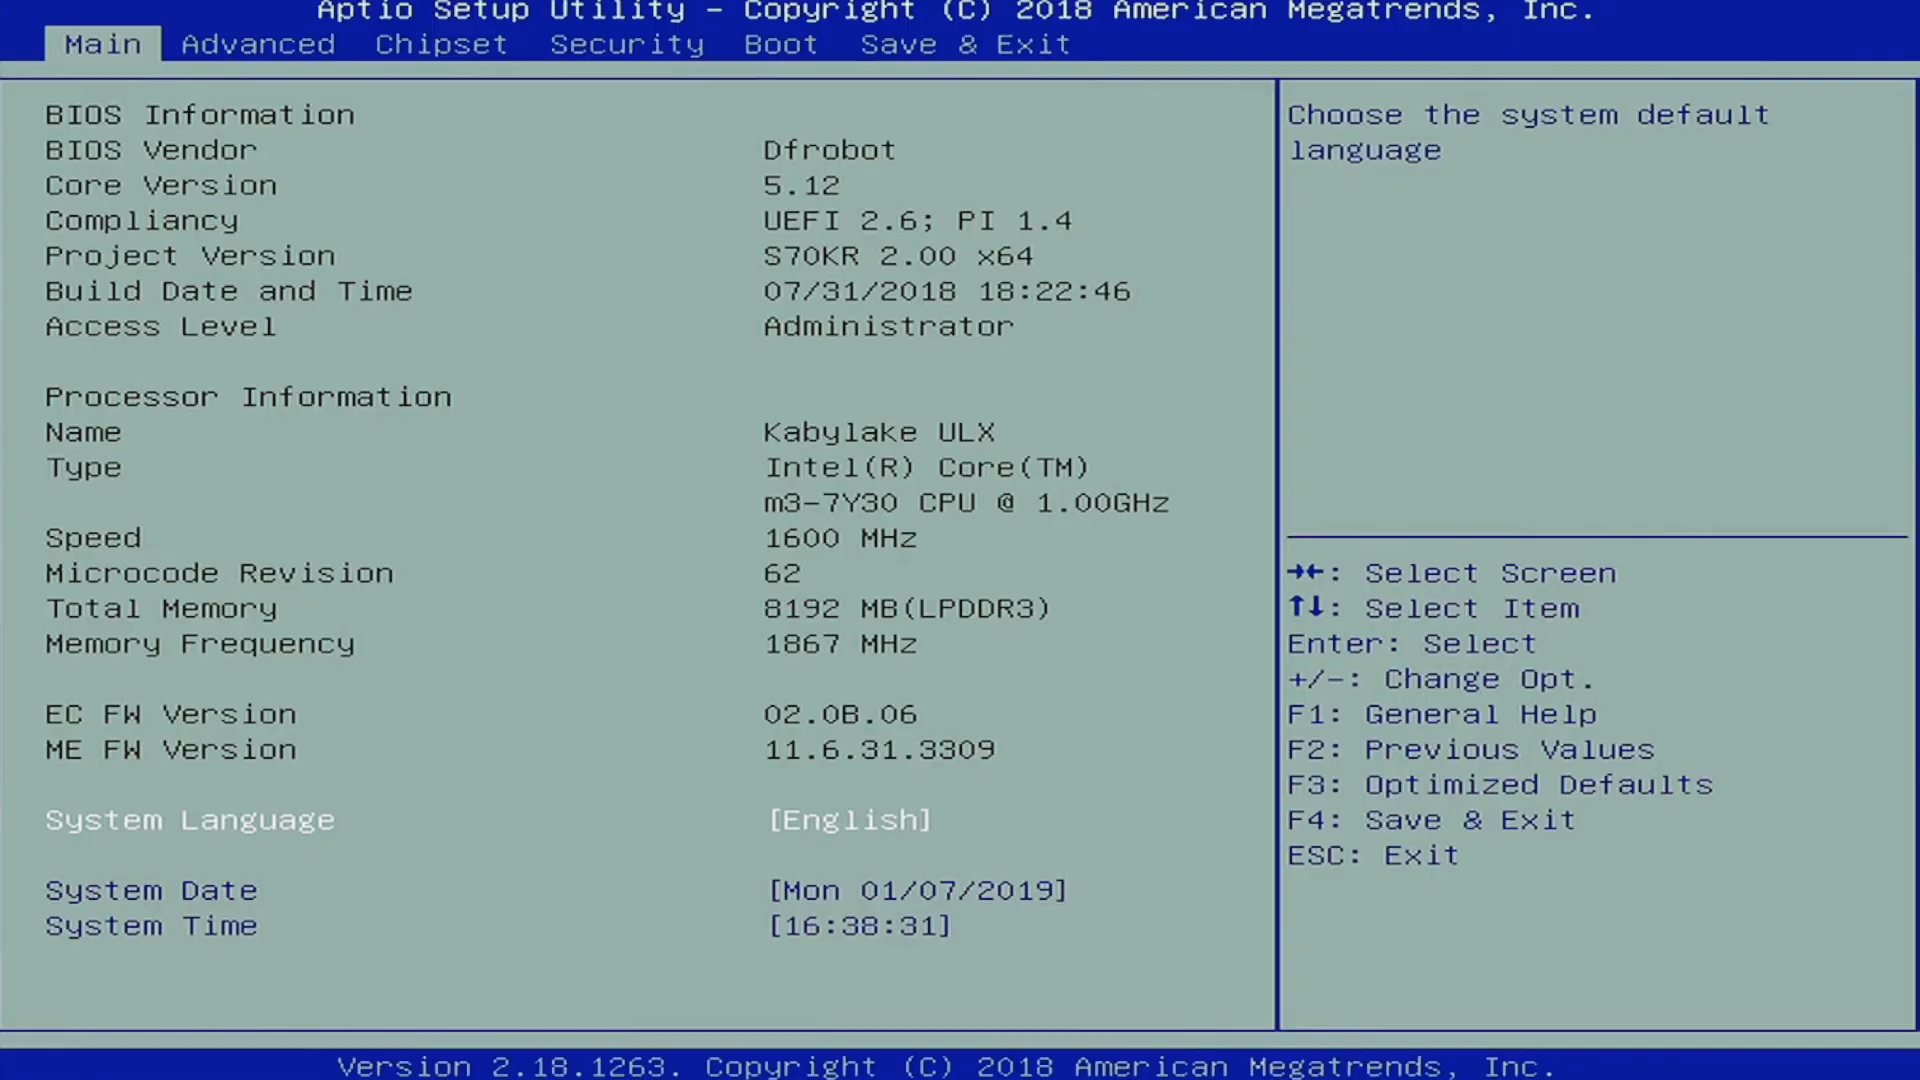 Aptio Setup Utility - Copyright (C) 2018 American Megatrends, Inc.
Main Advanced Chipset Security Boot Save & Exit
BIOS Information
BIOS Vendor Dfrobot
Core Version 5.12
Compliancy UEFI 2.6; PI 1.4
Project Version S70KR 2.00 x64
Build Date and Time 07/31/2018 18:22:46
Access Level Administrator
Processor Information
Name Kabylake ULX
Type Intel(R) Core(TM)
m3-7Y30 CPU @ 1.00GHz
Speed 1600 MHz
Microcode Revision 62
Total Memory 8192 MB(LPDDR3)
Memory Frequency 1867 MHz
EC FW Version 02.0B.06
ME FW Version 11.6.31.3309
System Language [English]
System Date [Mon 01/07/2019]
System Time [16:38:31]
Choose the system default
language
→←: Select Screen
↑↓: Select Item
Enter: Select
+/-: Change Opt.
F1: General Help
F2: Previous Values
F3: Optimized Defaults
F4: Save & Exit
ESC: Exit
Version 2.18.1263. Copyright (C) 2018 American Megatrends, Inc.